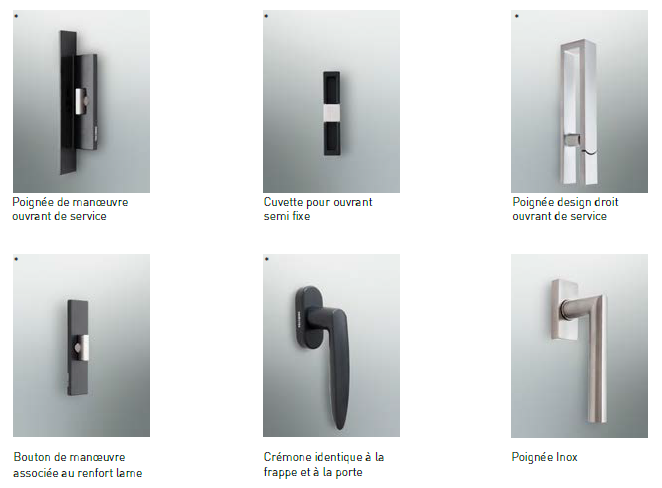 Poignée de manœuvre
ouvrant de service
Cuvette pour ouvrant
semi fixe
Poignée design droit
ouvrant de service
Bouton de manœuvre
associée au renfort lame
Crémone identique à la
frappe et à la porte
Poignée Inox